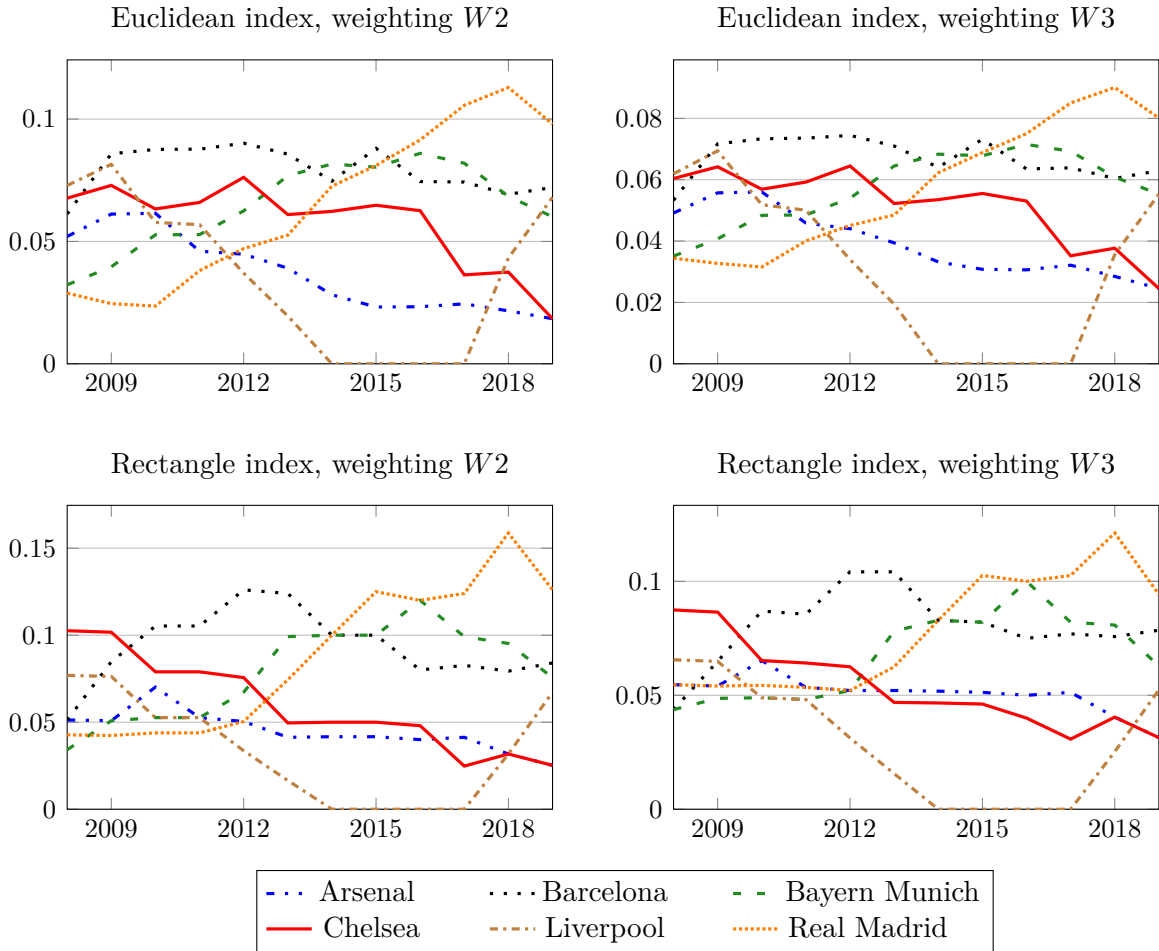 Euclidean index, weighting W2
Euclidean index, weighting W3
0.1
0.05
0
2009 2012 2015 2018
0.08
0.06
0.04
0.02
0
2009 2012 2015 2018
Rectangle index, weighting W2
Rectangle index, weighting W3
0.15
0.1
0.05
0
2009 2012 2015 2018
0.1
0.05
0
2009 2012 2015 2018
Arsenal Barcelona Bayern Munich
Chelsea Liverpool Real Madrid